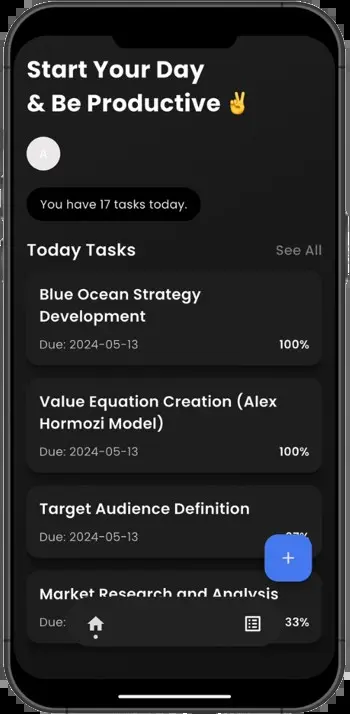 Start Your Day
& Be Productive ✌️
You have 17 tasks today.
Today Tasks
See All
Blue Ocean Strategy
Development
Due: 2024-05-13
100%
Value Equation Creation (Alex
Hormozi Model)
Due: 2024-05-13
100%
Target Audience Definition
Due: 2024-05-13
+
Market Research and Analysis
Due:
33%